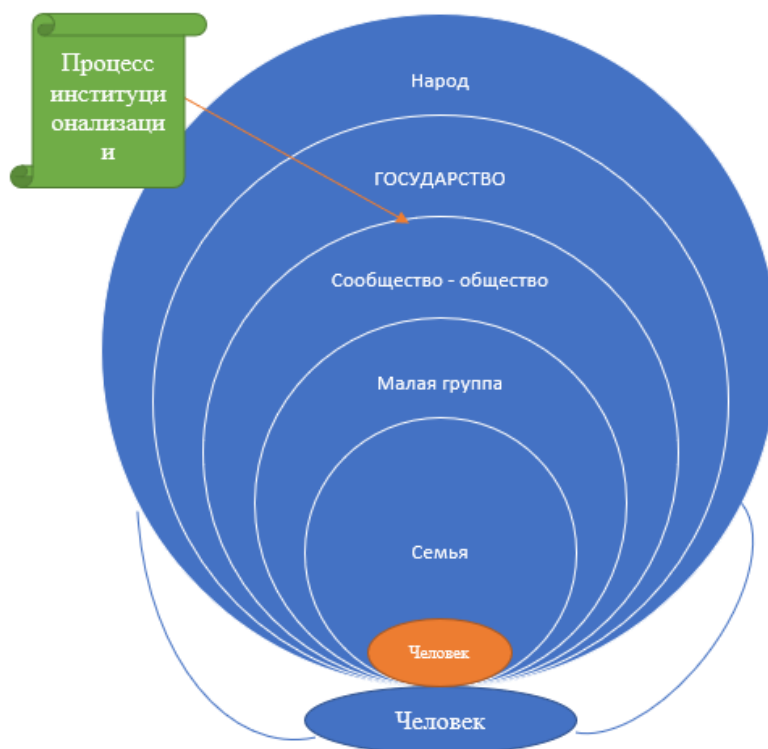 Процесс
институци
онализаци
и
Народ
ГОСУДАРСТВО
Сообщество - общество
Малая группа
Семья
Человек
Человек